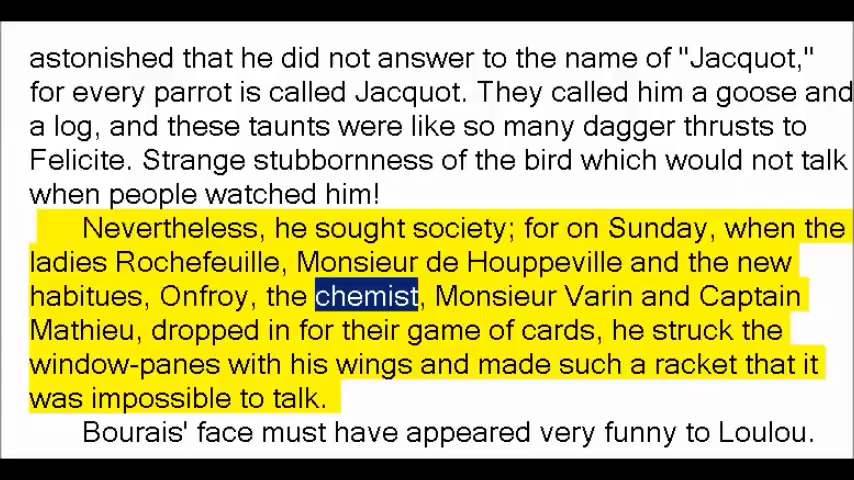 astonished that he did not answer to the name of "Jacquot,"
for every parrot is called Jacquot. They called him a goose and
a log, and these taunts were like so many dagger thrusts to
Felicite. Strange stubbornness of the bird which would not talk
when people watched him!
Nevertheless, he sought society; for on Sunday, when the
ladies Rochefeuille, Monsieur de Houppeville and the new
habitues, Onfroy, the chemist, Monsieur Varin and Captain
Mathieu, dropped in for their game of cards, he struck the
window-panes with his wings and made such a racket that it
was impossible to talk.
Bourais' face must have appeared very funny to Loulou.